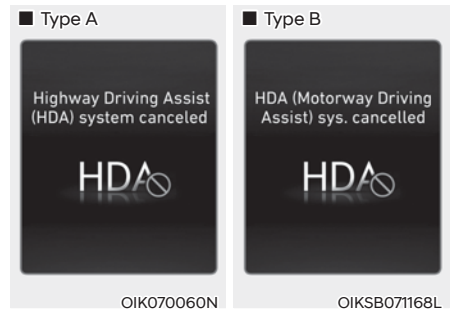 ■ Type A
Highway Driving Assist
(HDA) system canceled
HDA
OIK070060N
■ Type B
HDA (Motorway Driving
Assist) sys. cancelled
HDA
OIKSB071168L